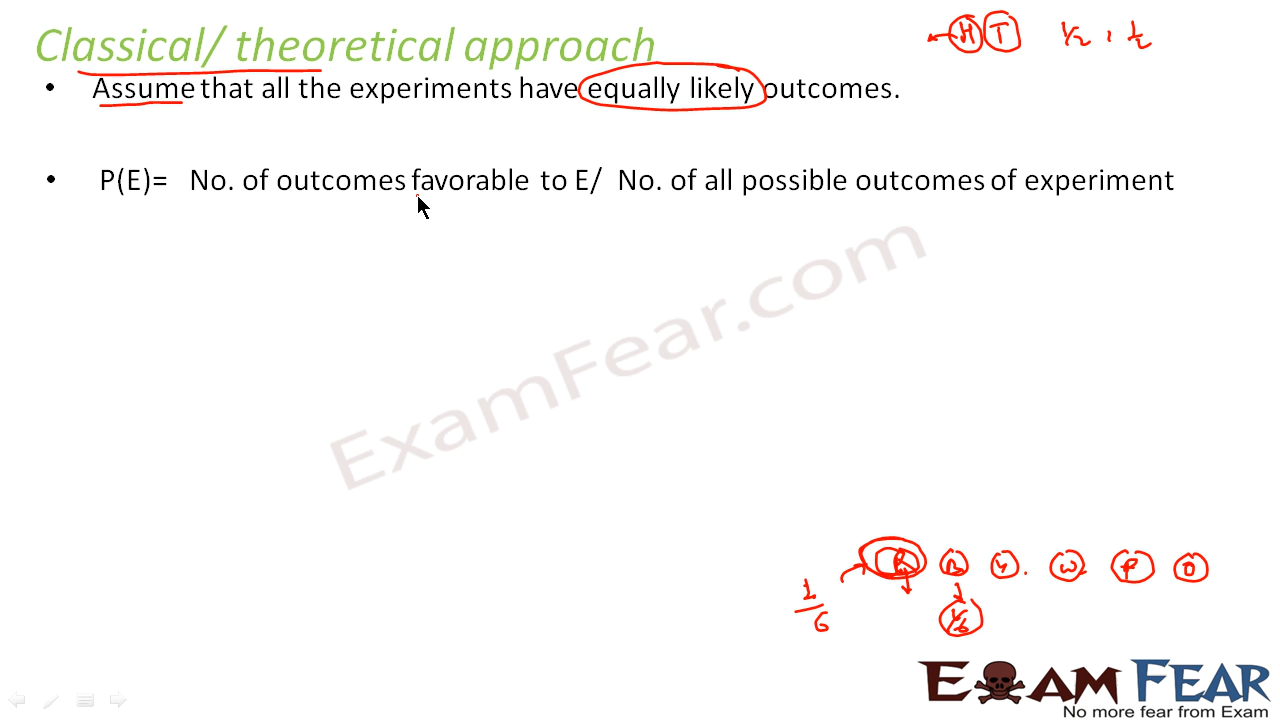 Classical/ theoretical approach
H T 1/2 , 1/2
• Assume that all the experiments have equally likely outcomes.
• P(E)= No. of outcomes favorable to E/ No. of all possible outcomes of experiment
ExamFear.com
R B Y. W P O
1/6 1/6
EXAM FEAR
No more fear from Exam